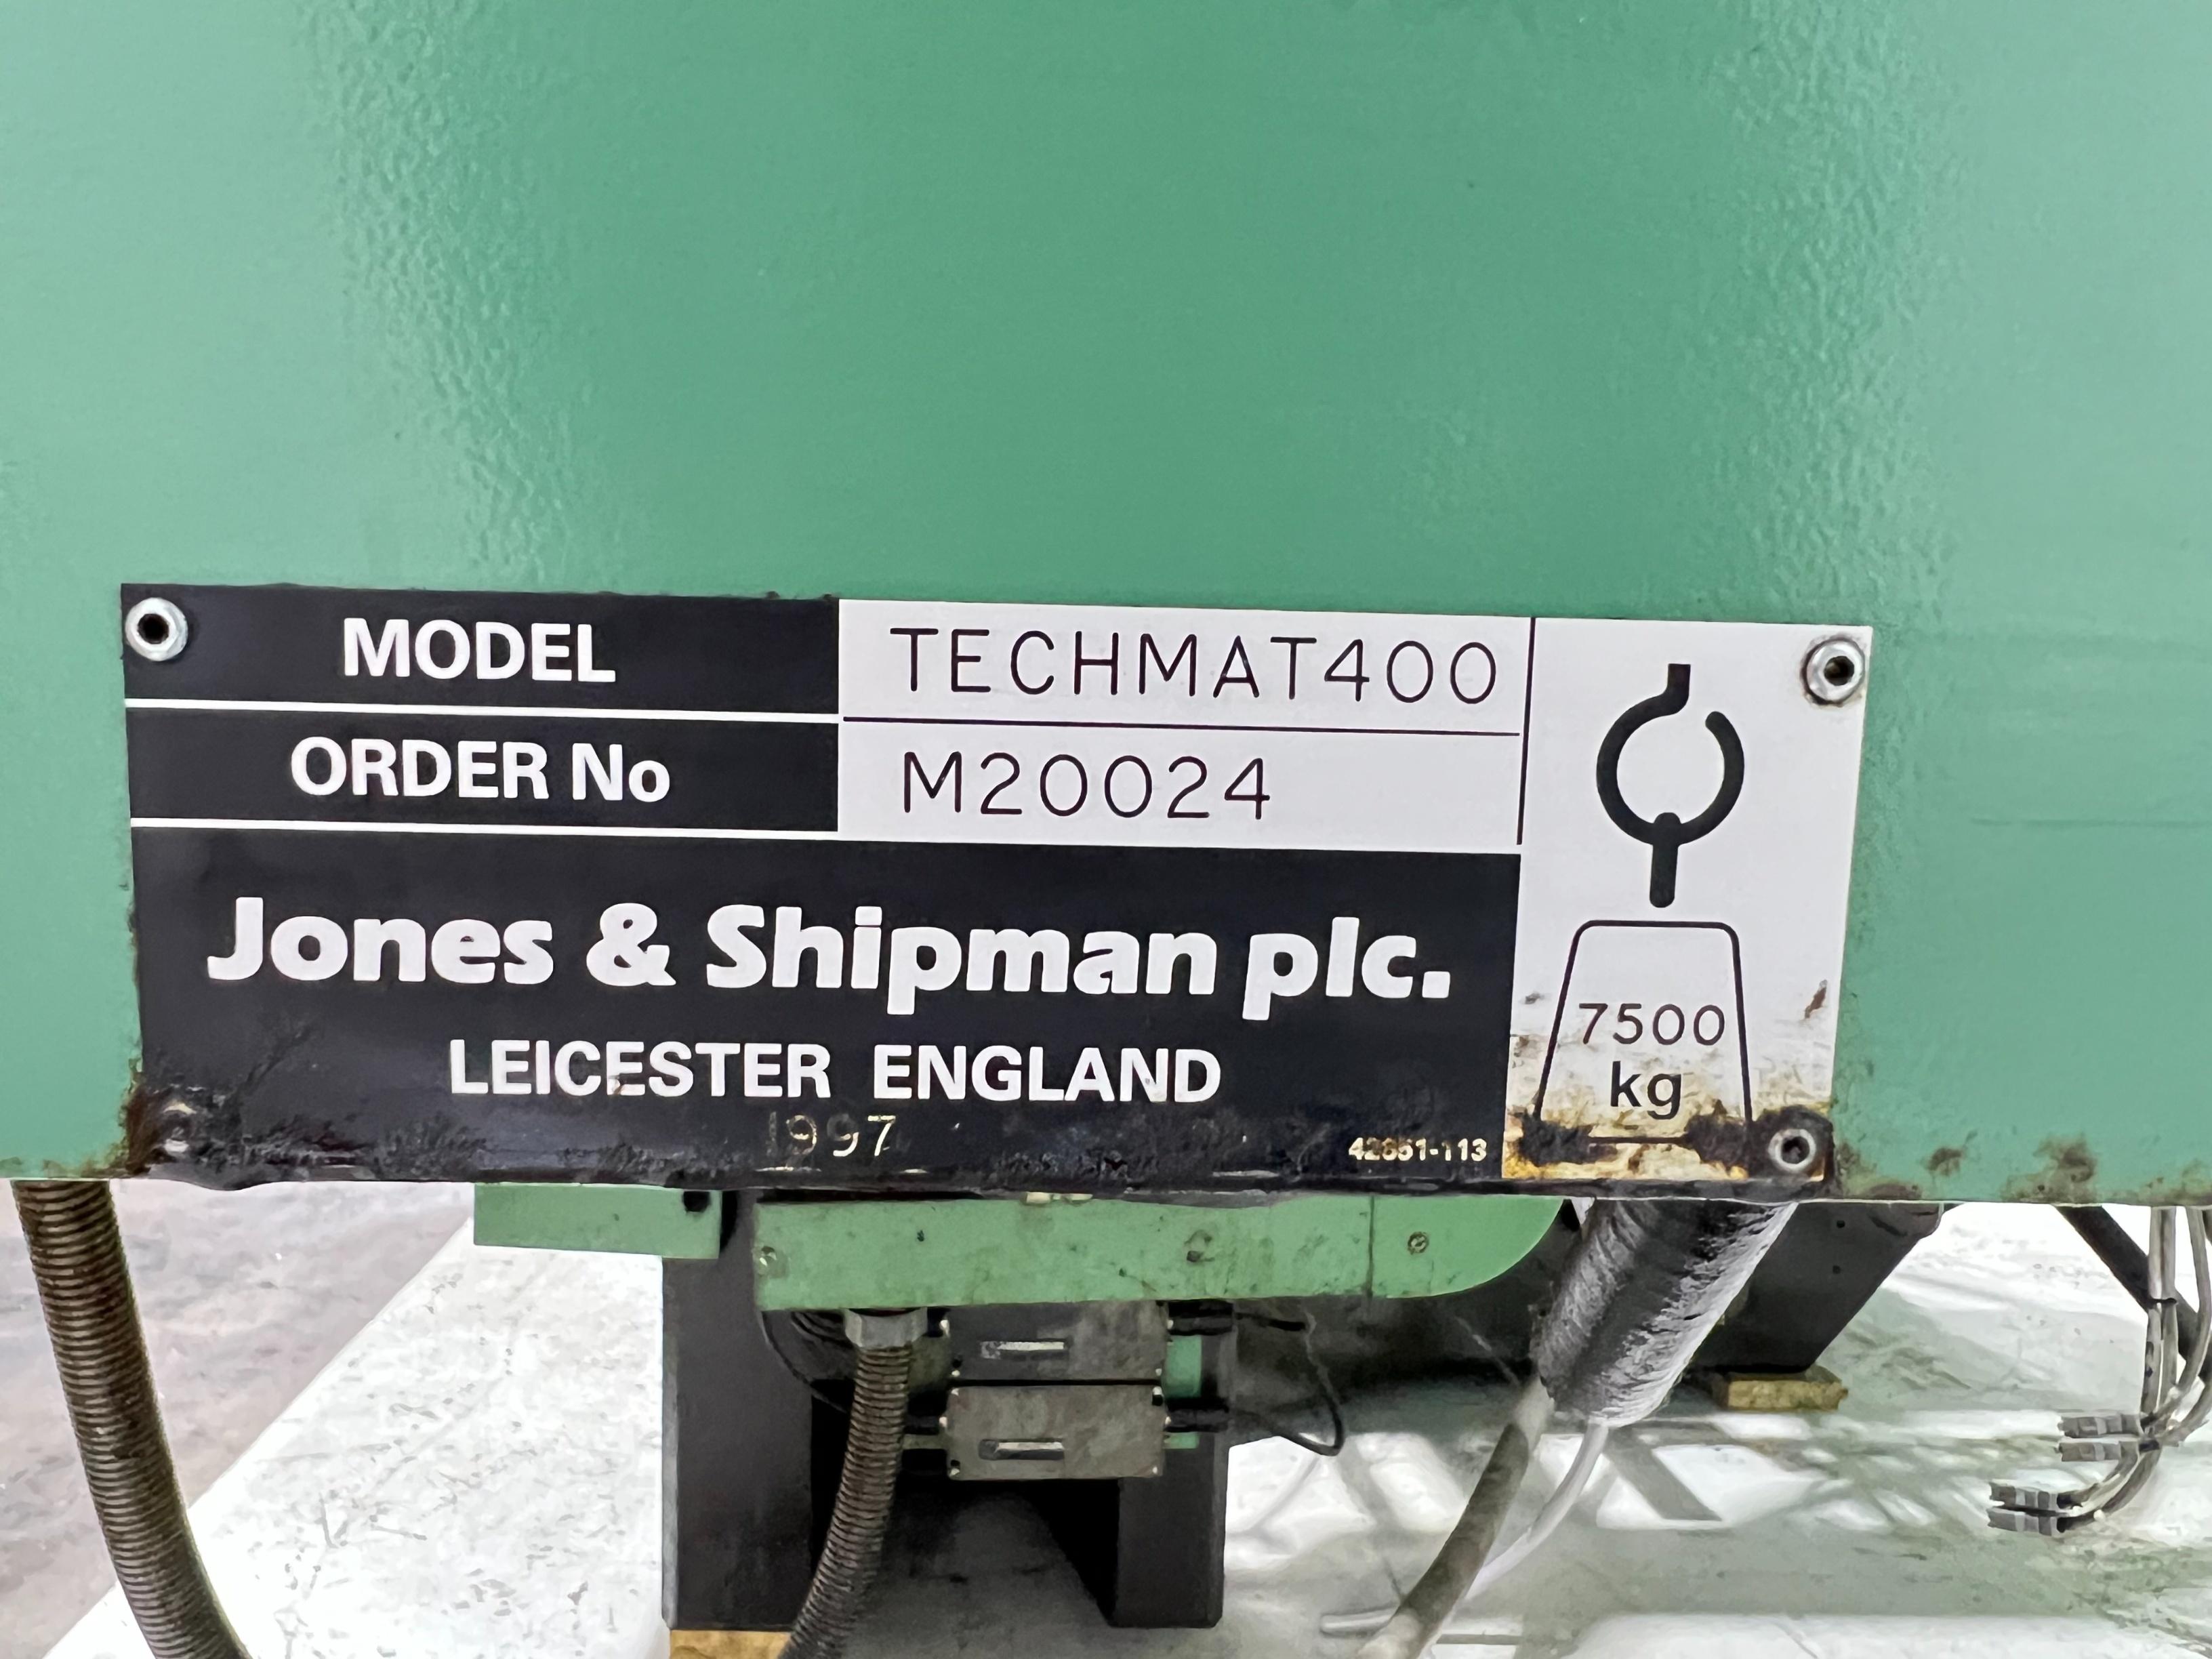 MODEL TECHMAT400
ORDER No M20024
Jones & Shipman plc.
LEICESTER ENGLAND
1997
7500
kg